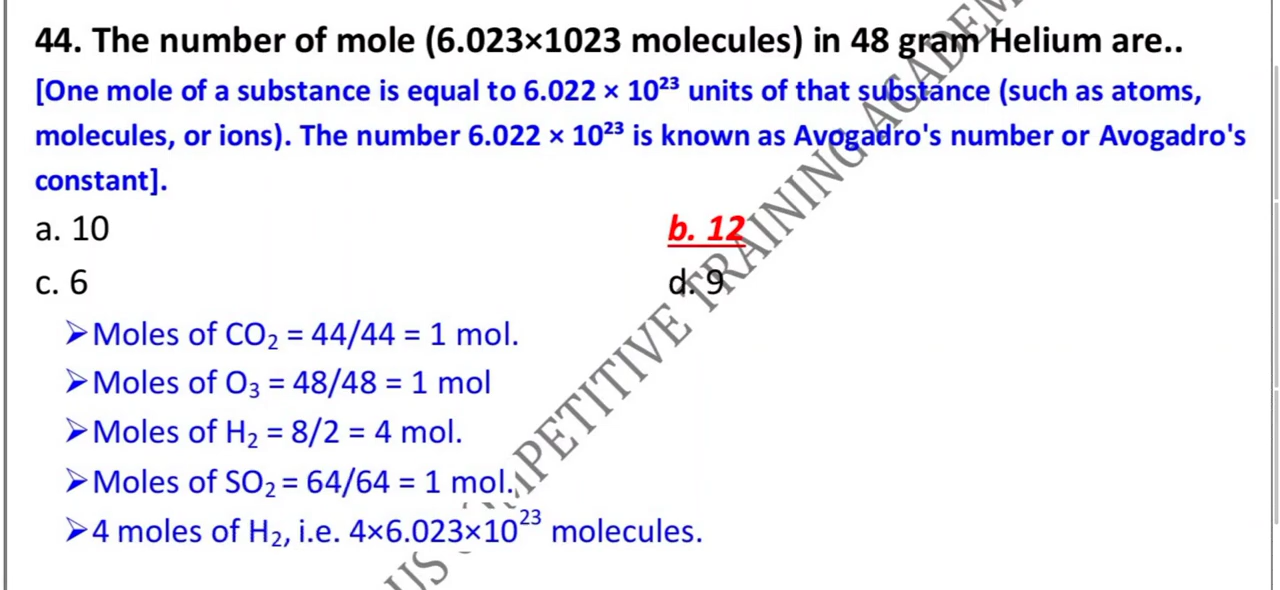 44. The number of mole (6.023×1023 molecules) in 48 gram Helium are..
[One mole of a substance is equal to 6.022 × 10²³ units of that substance (such as atoms,
molecules, or ions). The number 6.022 × 10²³ is known as Avogadro's number or Avogadro's
constant].
a. 10
b. 12
c. 6
d. 9
➢Moles of CO₂ = 44/44 = 1 mol.
➢Moles of O₃ = 48/48 = 1 mol
➢Moles of H₂ = 8/2 = 4 mol.
➢Moles of SO₂ = 64/64 = 1 mol.
➢4 moles of H₂, i.e. 4×6.023×10²³ molecules.
TRAINING